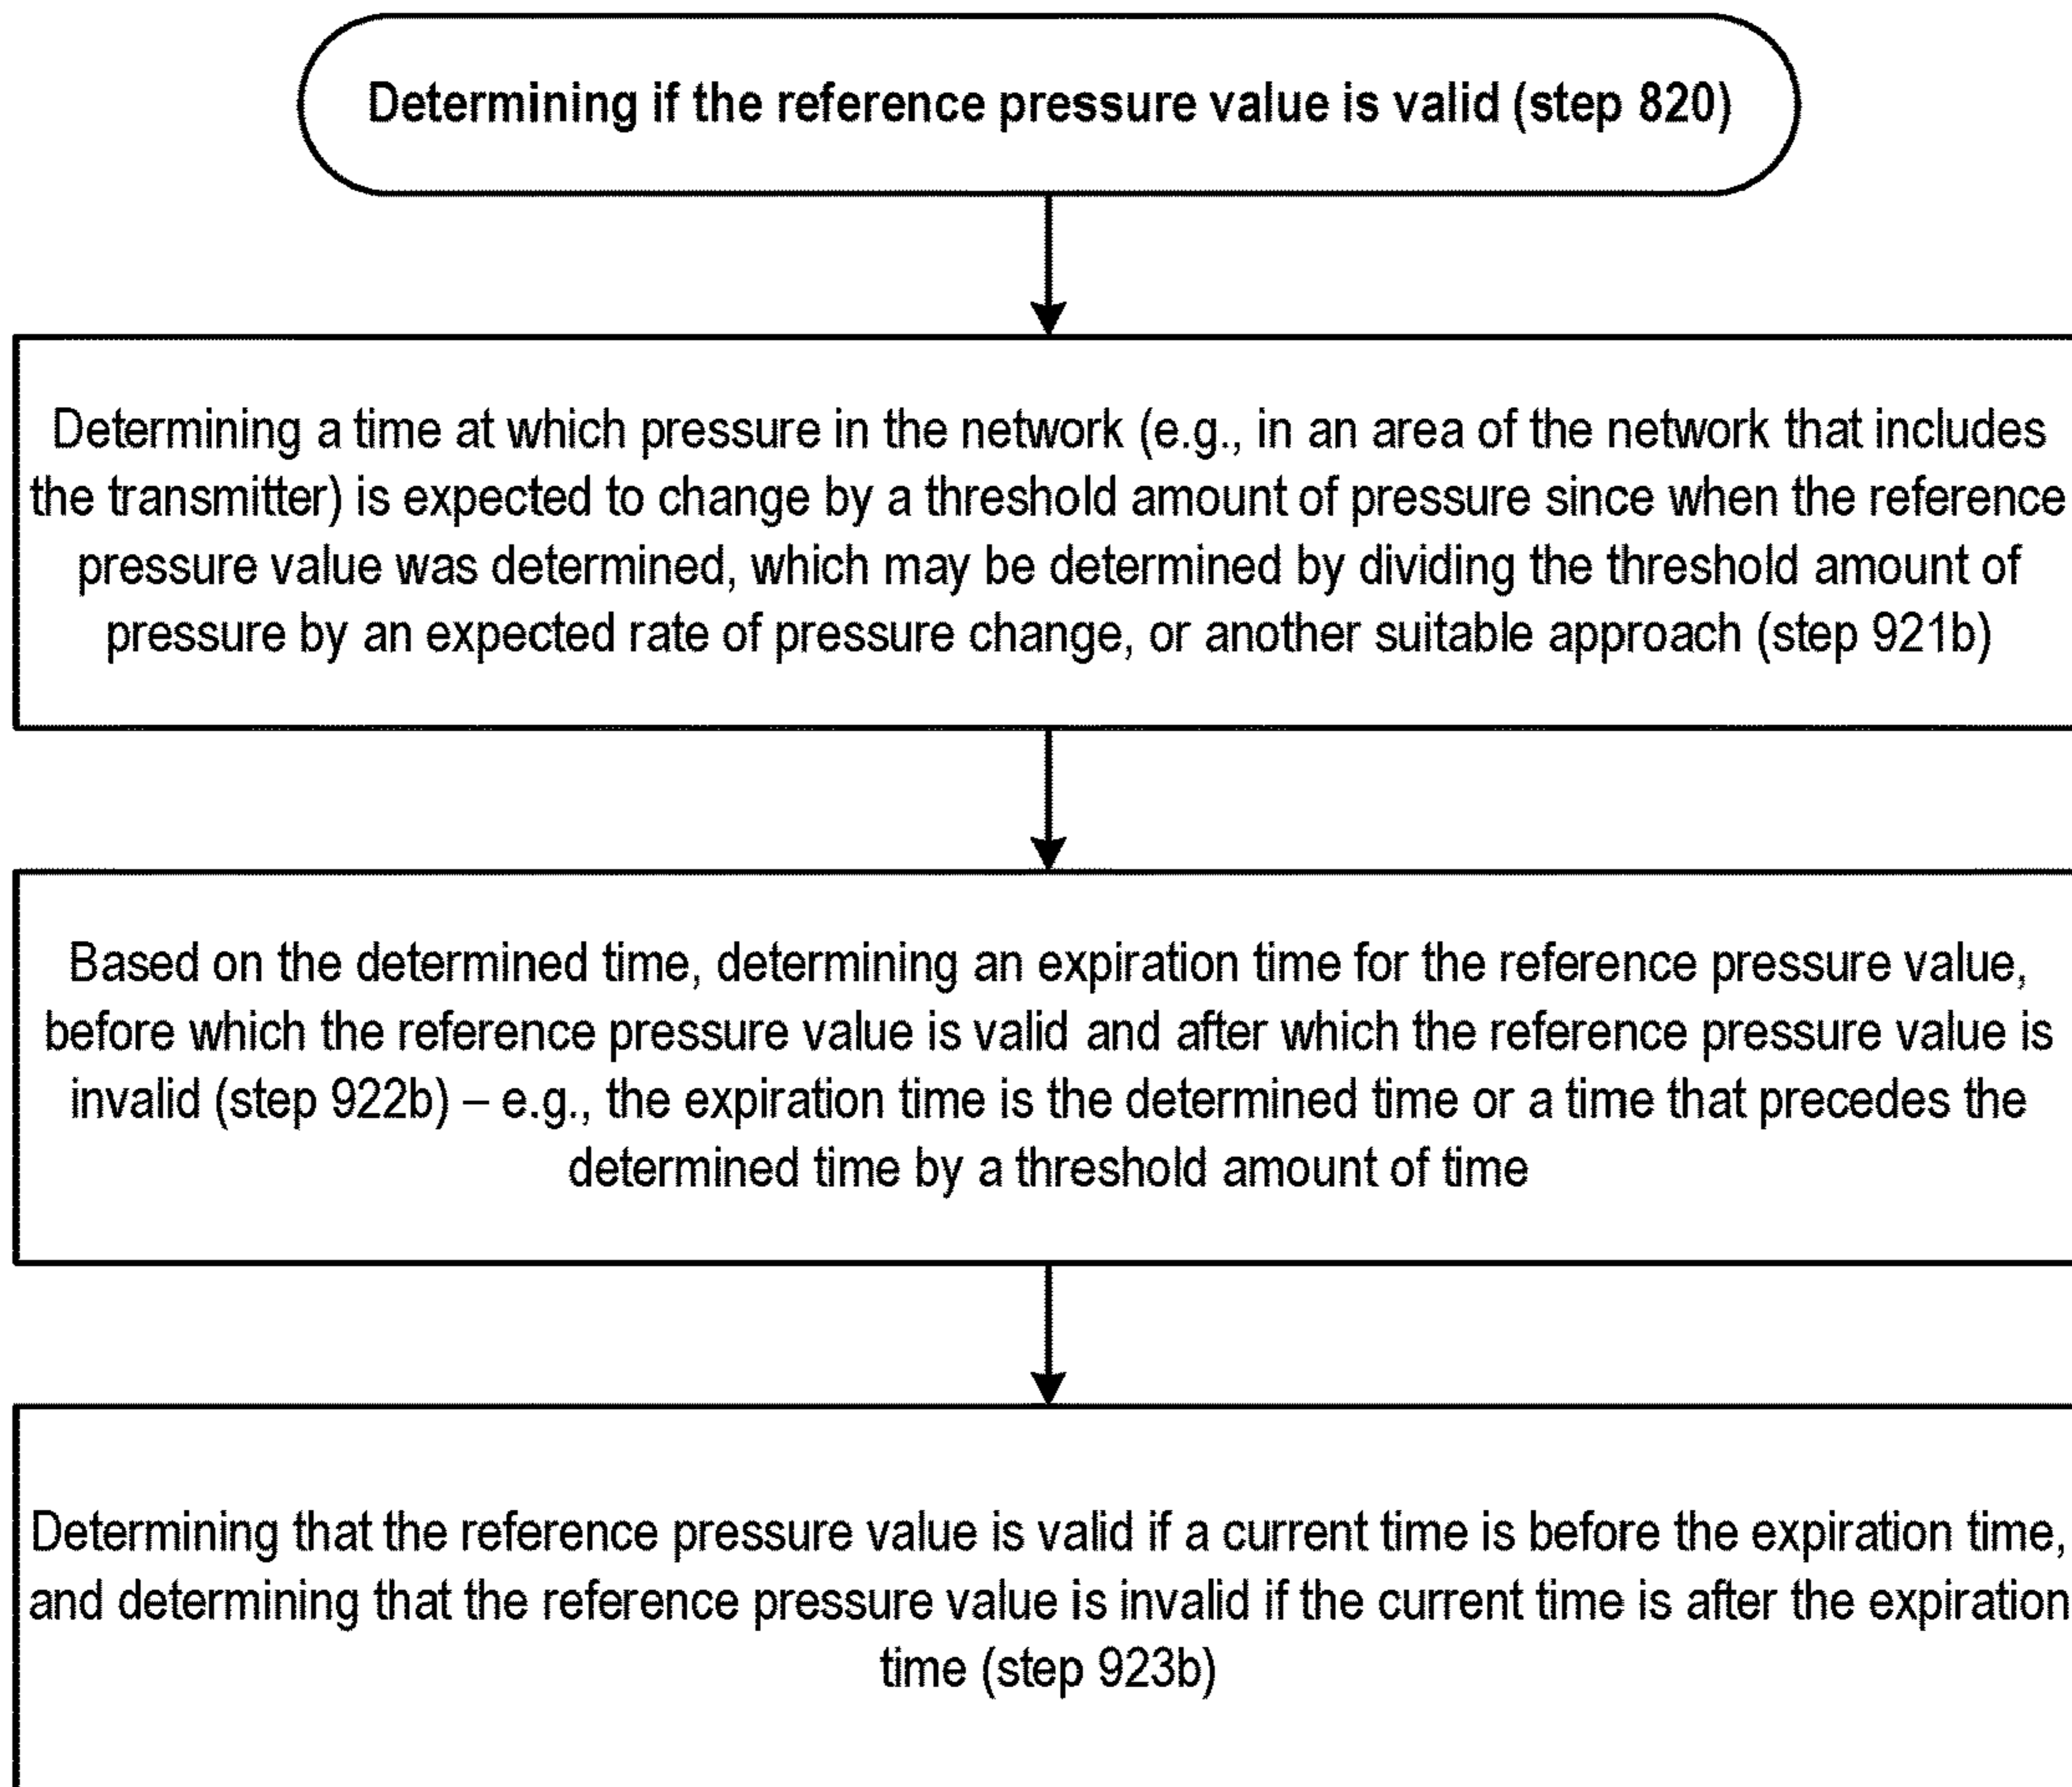 Determining if the reference pressure value is valid (step 820)
Determining a time at which pressure in the network (e.g., in an area of the network that includes
the transmitter) is expected to change by a threshold amount of pressure since when the reference
pressure value was determined, which may be determined by dividing the threshold amount of
pressure by an expected rate of pressure change, or another suitable approach (step 921b)
Based on the determined time, determining an expiration time for the reference pressure value,
before which the reference pressure value is valid and after which the reference pressure value is
invalid (step 922b) – e.g., the expiration time is the determined time or a time that precedes the
determined time by a threshold amount of time
Determining that the reference pressure value is valid if a current time is before the expiration time,
and determining that the reference pressure value is invalid if the current time is after the expiration
time (step 923b)